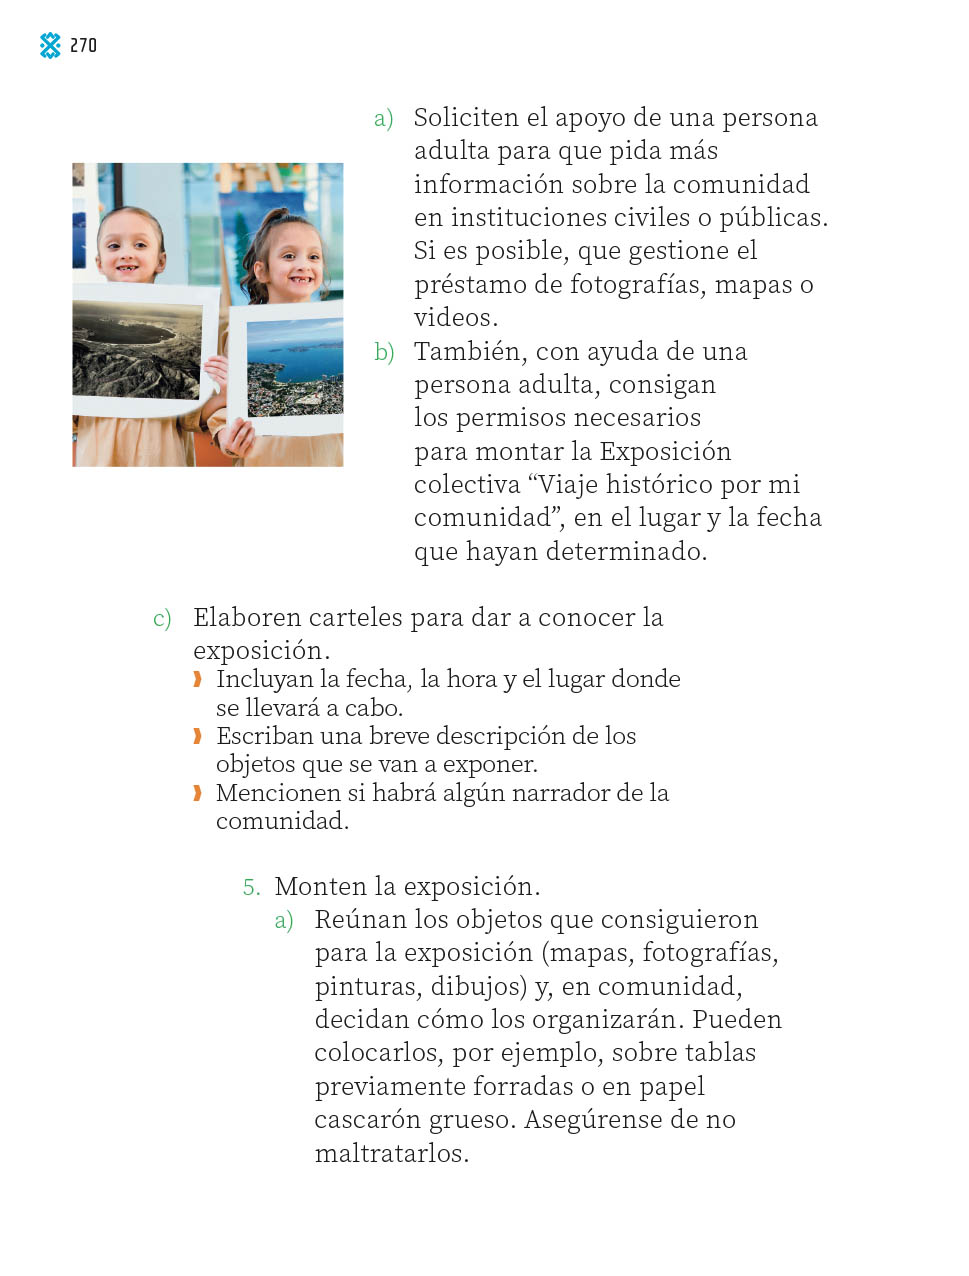 270
a) Soliciten el apoyo de una persona
adulta para que pida más
información sobre la comunidad
en instituciones civiles o públicas.
Si es posible, que gestione el
préstamo de fotografías, mapas o
videos.
b) También, con ayuda de una
persona adulta, consigan
los permisos necesarios
para montar la Exposición
colectiva “Viaje histórico por mi
comunidad”, en el lugar y la fecha
que hayan determinado.
c) Elaboren carteles para dar a conocer la
exposición.
Incluyan la fecha, la hora y el lugar donde
se llevará a cabo.
Escriban una breve descripción de los
objetos que se van a exponer.
Mencionen si habrá algún narrador de la
comunidad.
5. Monten la exposición.
a) Reúnan los objetos que consiguieron
para la exposición (mapas, fotografías,
pinturas, dibujos) y, en comunidad,
decidan cómo los organizarán. Pueden
colocarlos, por ejemplo, sobre tablas
previamente forradas o en papel
cascarón grueso. Asegúrense de no
maltratarlos.